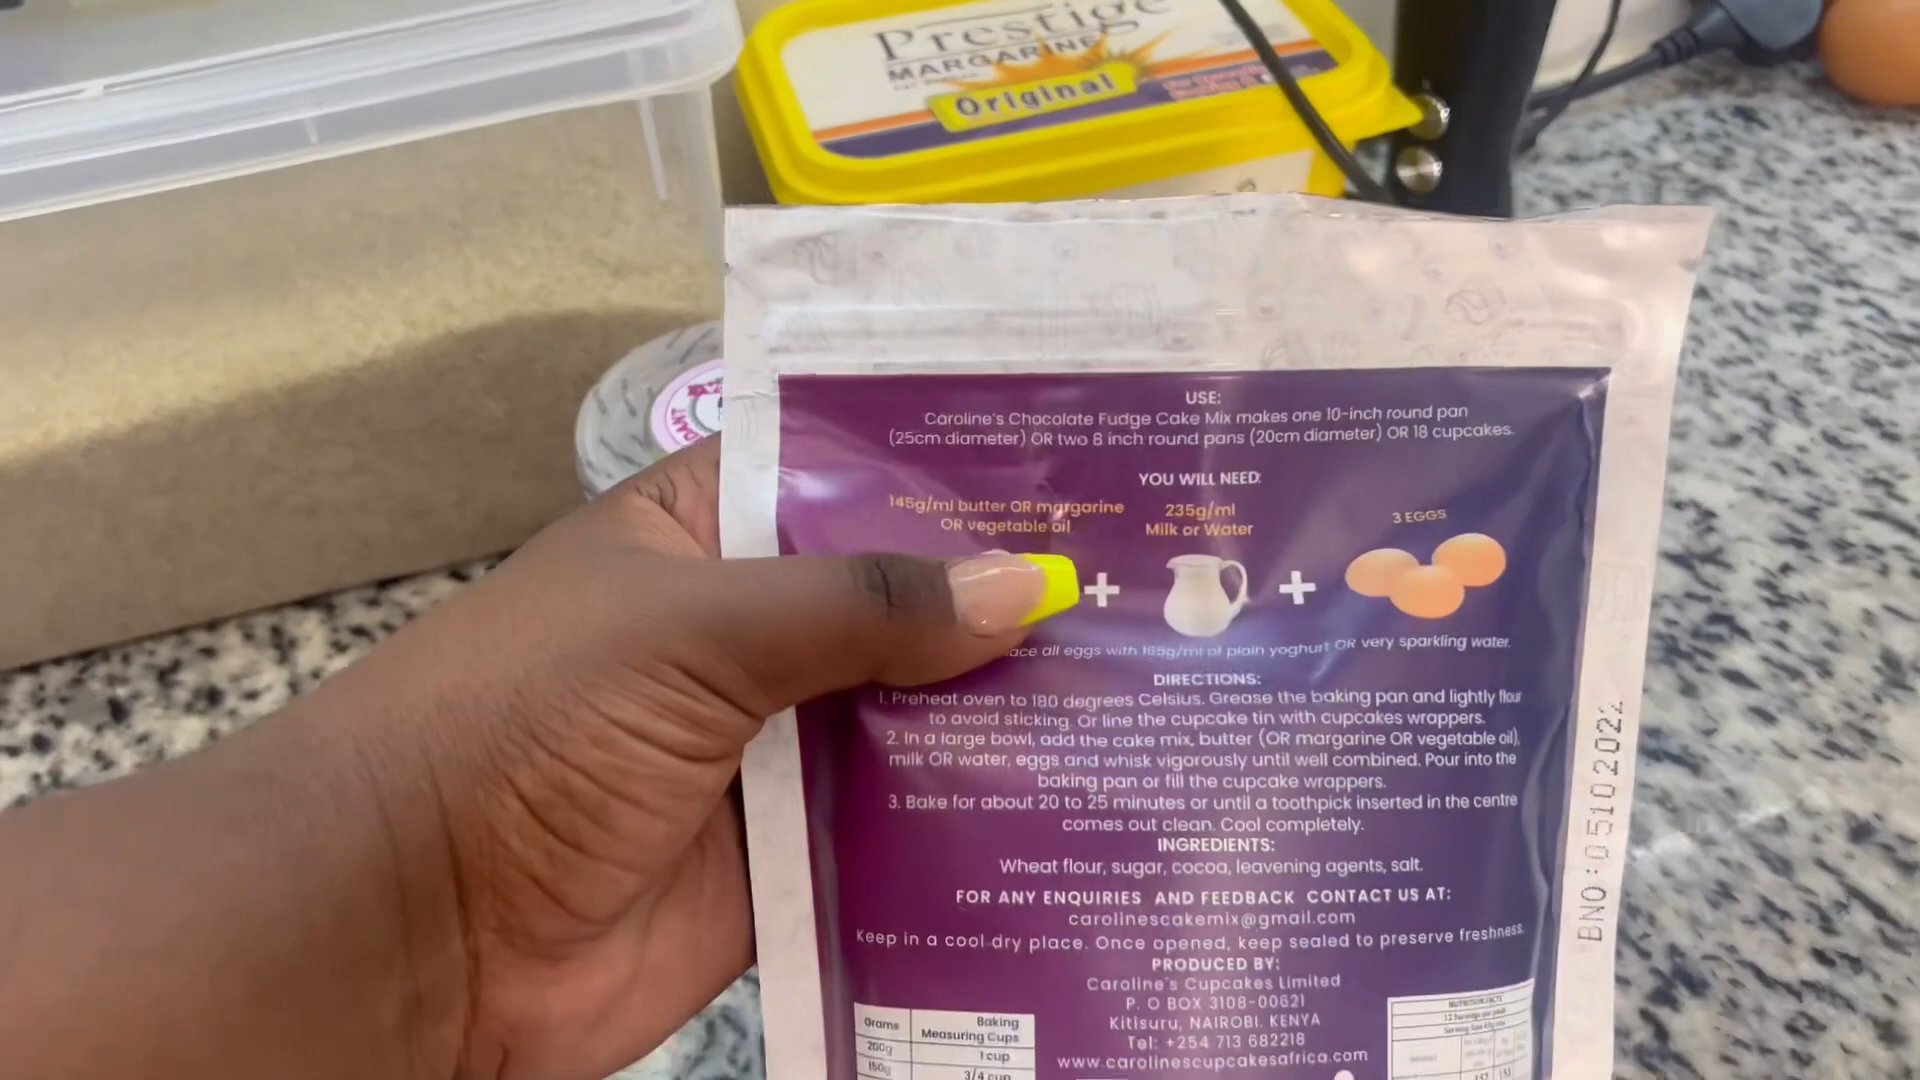 Prestige
MARGARINE
Original
USE:
Caroline's Chocolate Fudge Cake Mix makes one 10-inch round pan
(25cm diameter) OR two 8 inch round pans (20cm diameter) OR 18 cupcakes.
YOU WILL NEED:
145g/ml butter OR margarine
OR vegetable oil
235g/ml
Milk or Water
3 EGGS
+
+
all eggs with 165g/ml of plain yoghurt OR very sparkling water.
DIRECTIONS:
1. Preheat oven to 180 degrees Celsius. Grease the baking pan and lightly flour
to avoid sticking. Or line the cupcake tin with cupcakes wrappers.
2. In a large bowl, add the cake mix, butter (OR margarine OR vegetable oil),
milk OR water, eggs and whisk vigorously until well combined. Pour into the
baking pan or fill the cupcake wrappers.
3. Bake for about 20 to 25 minutes or until a toothpick inserted in the centre
comes out clean. Cool completely.
INGREDIENTS:
Wheat flour, sugar, cocoa, leavening agents, salt.
FOR ANY ENQUIRIES AND FEEDBACK CONTACT US AT:
carolinescakemix@gmail.com
Keep in a cool dry place. Once opened, keep sealed to preserve freshness.
PRODUCED BY:
Caroline's Cupcakes Limited
P. O BOX 3108-00621
Kitisuru, NAIROBI. KENYA
Tel: +254 713 682218
www.carolinescupcakesafrica.com
Grams Baking Measuring Cups
200g 1 cup
150g 3/4 cup
NUTRITION FACTS
BNO:05102022